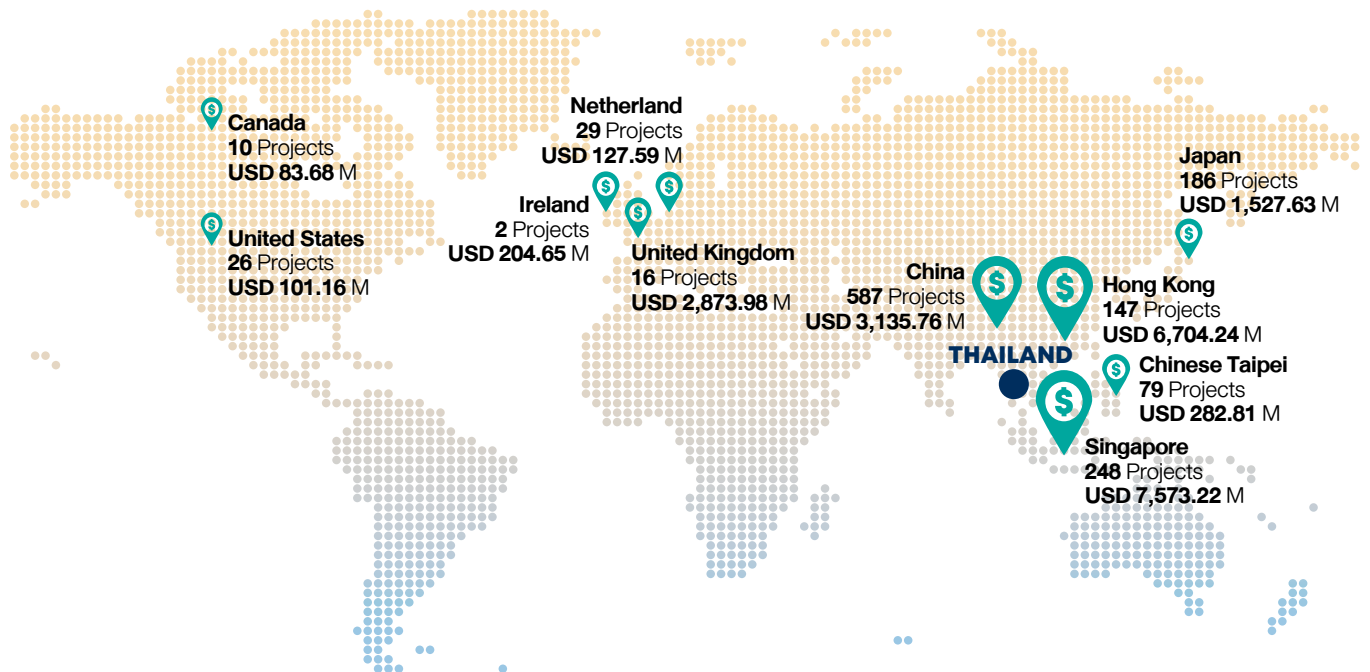 Canada
10 Projects
USD 83.68 M
United States
26 Projects
USD 101.16 M
Netherland
29 Projects
USD 127.59 M
Ireland
2 Projects
USD 204.65 M
United Kingdom
16 Projects
USD 2,873.98 M
China
587 Projects
USD 3,135.76 M
Japan
186 Projects
USD 1,527.63 M
Hong Kong
147 Projects
USD 6,704.24 M
THAILAND
Chinese Taipei
79 Projects
USD 282.81 M
Singapore
248 Projects
USD 7,573.22 M